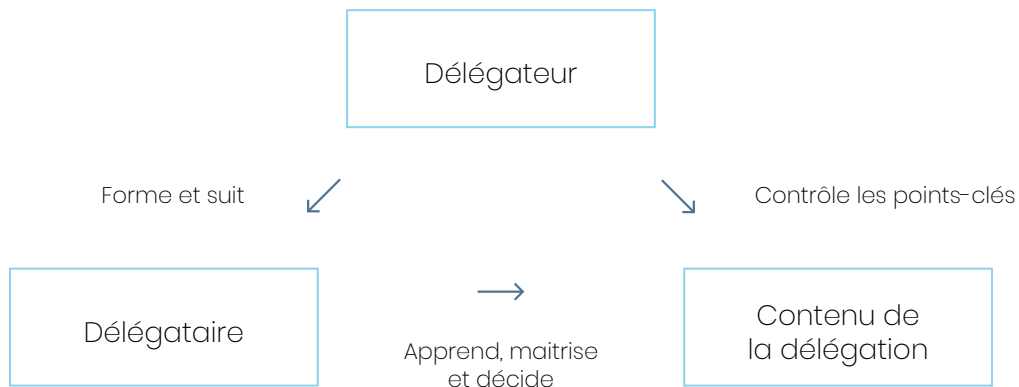 Délégateur
Forme et suit
Contrôle les points-clés
Délégataire
Apprend, maitrise
et décide
Contenu de
la délégation